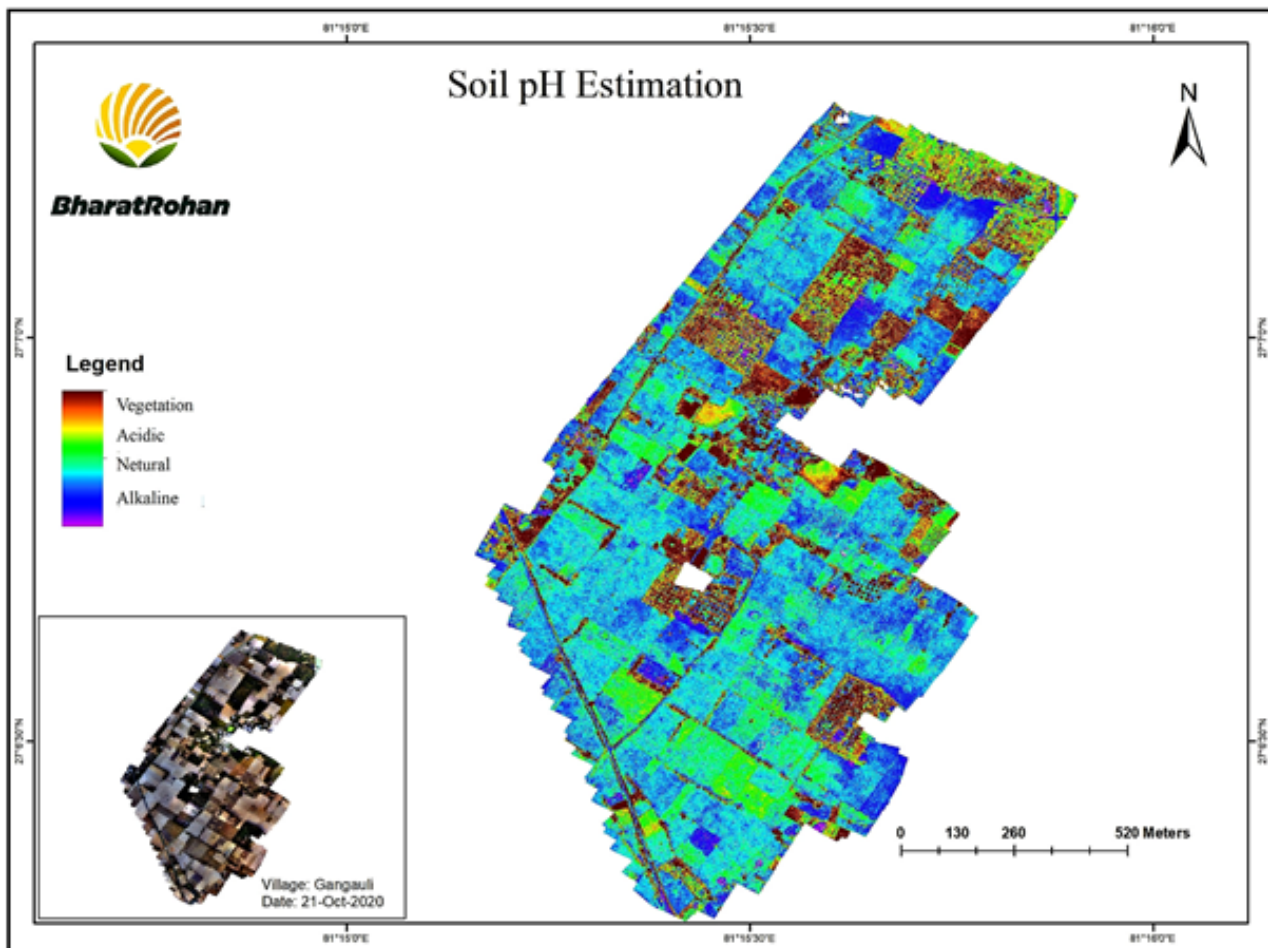 81°15'0"E 81°15'30"E 81°16'0"E
Soil pH Estimation
N
BharatRohan
27°7'0"N 27°7'0"N
Legend
Vegetation
Acidic
Netural
Alkaline
0 130 260 520 Meters
27°6'30"N 27°6'30"N
Village: Gangauli
Date: 21-Oct-2020
81°15'0"E 81°15'30"E 81°16'0"E